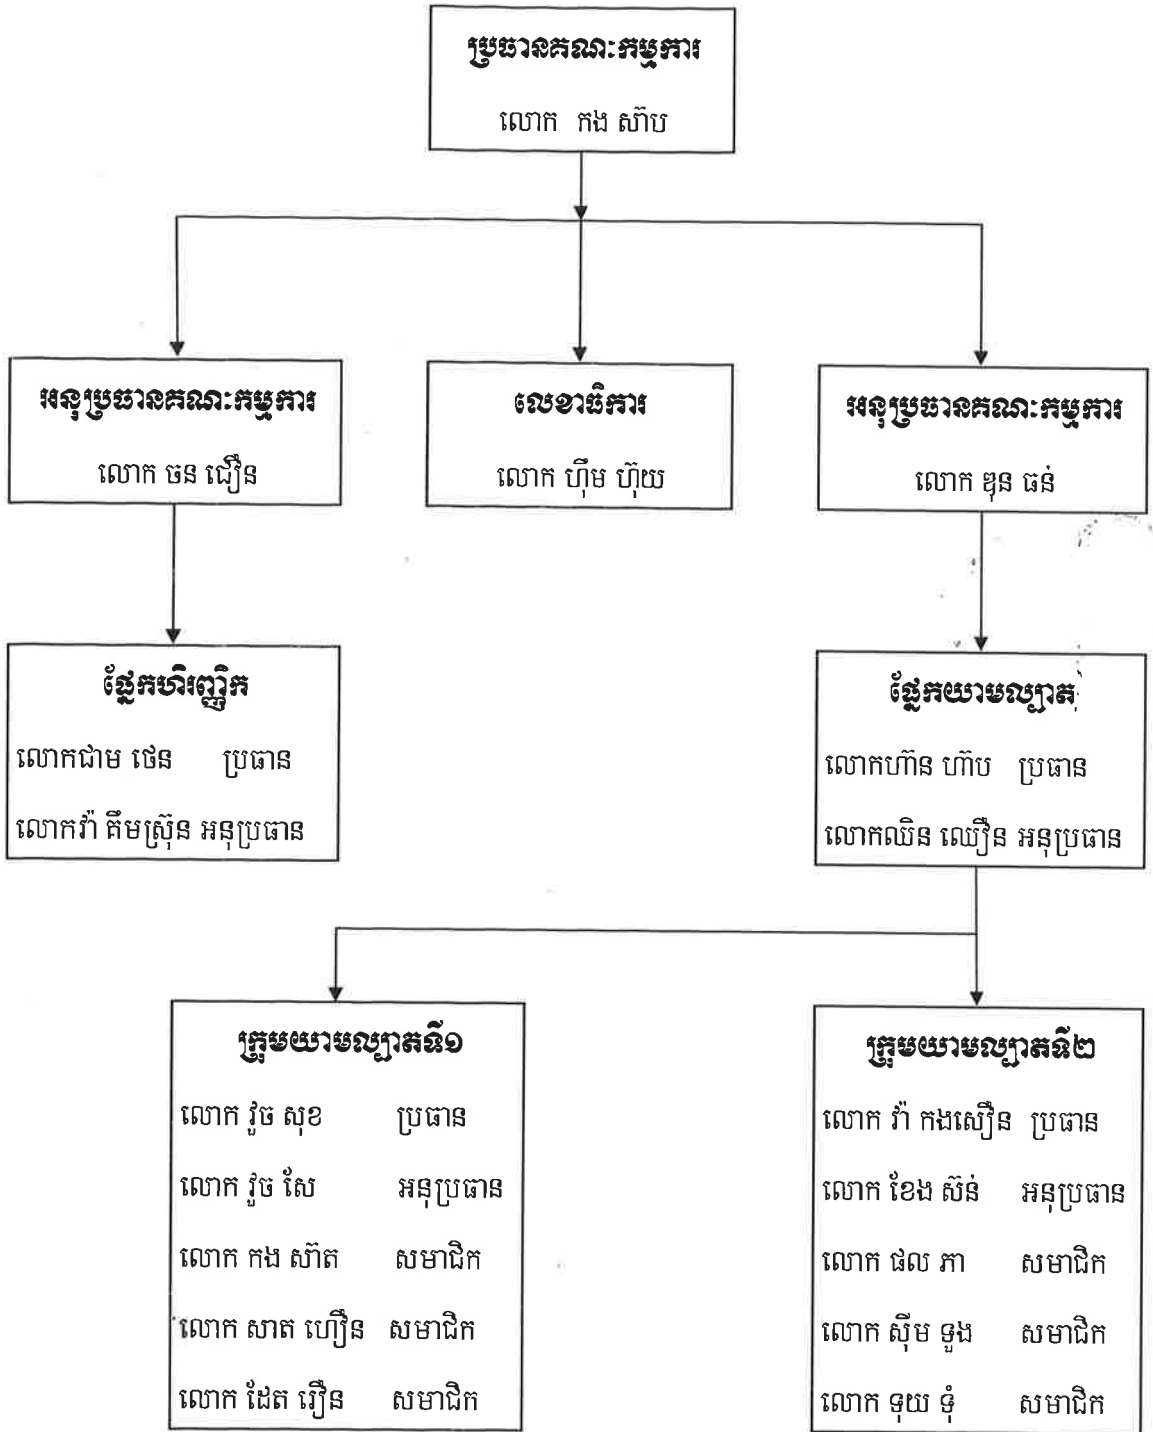 ប្រធានគណៈកម្មការ
លោក កង ស៊ាប
អនុប្រធានគណៈកម្មការ
លោក ចន ជឿន
លេខាធិការ
លោក ហ៊ឹម ហ៊ុយ
អនុប្រធានគណៈកម្មការ
លោក ឌុន ធន់
ផ្នែកហិរញ្ញិក
លោកជាម ថេន ប្រធាន
លោកវ៉ា គឹមស្រ៊ុន អនុប្រធាន
ផ្នែកយាមល្បាត
លោកហ៊ាន ហ៊ាប ប្រធាន
លោកឈិន ឈឿន អនុប្រធាន
ក្រុមយាមល្បាតទី១
លោក វួច សុខ ប្រធាន
លោក វួច សែ អនុប្រធាន
លោក កង ស៊ាត សមាជិក
លោក សាត ហឿន សមាជិក
លោក ដែត រឿន សមាជិក
ក្រុមយាមល្បាតទី២
លោក វ៉ា កងសឿន ប្រធាន
លោក ខែង ស៊ន់ អនុប្រធាន
លោក ផល ភា សមាជិក
លោក ស៊ីម ទួង សមាជិក
លោក ទុយ ទុំ សមាជិក